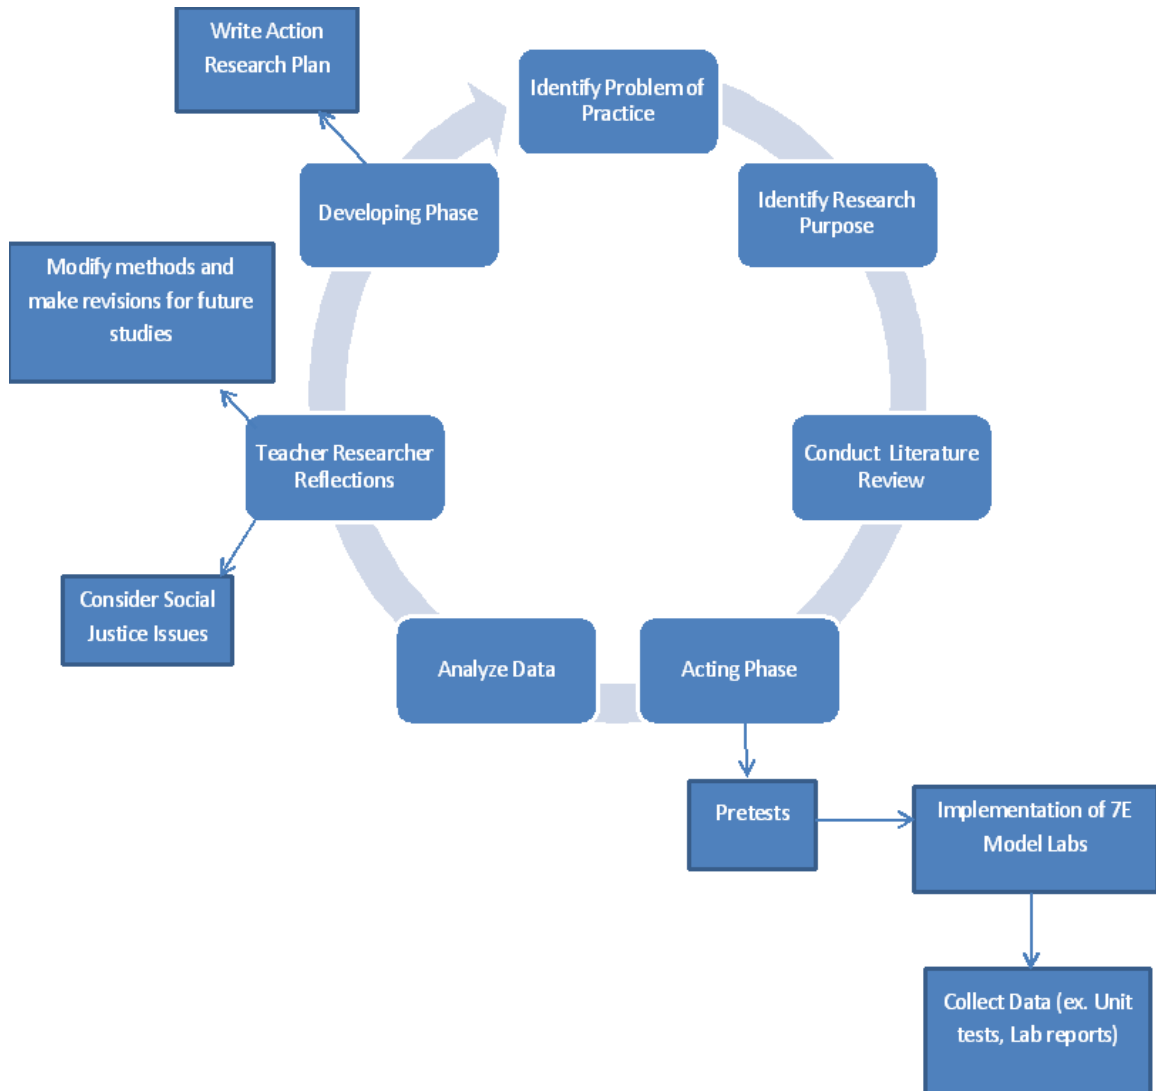 Write Action
Research Plan
Identify Problem of
Practice
Identify Research
Purpose
Developing Phase
Modify methods and
make revisions for future
studies
Teacher Researcher
Reflections
Conduct Literature
Review
Consider Social
Justice Issues
Analyze Data
Acting Phase
Pretests
Implementation of 7E
Model Labs
Collect Data (ex. Unit
tests, Lab reports)